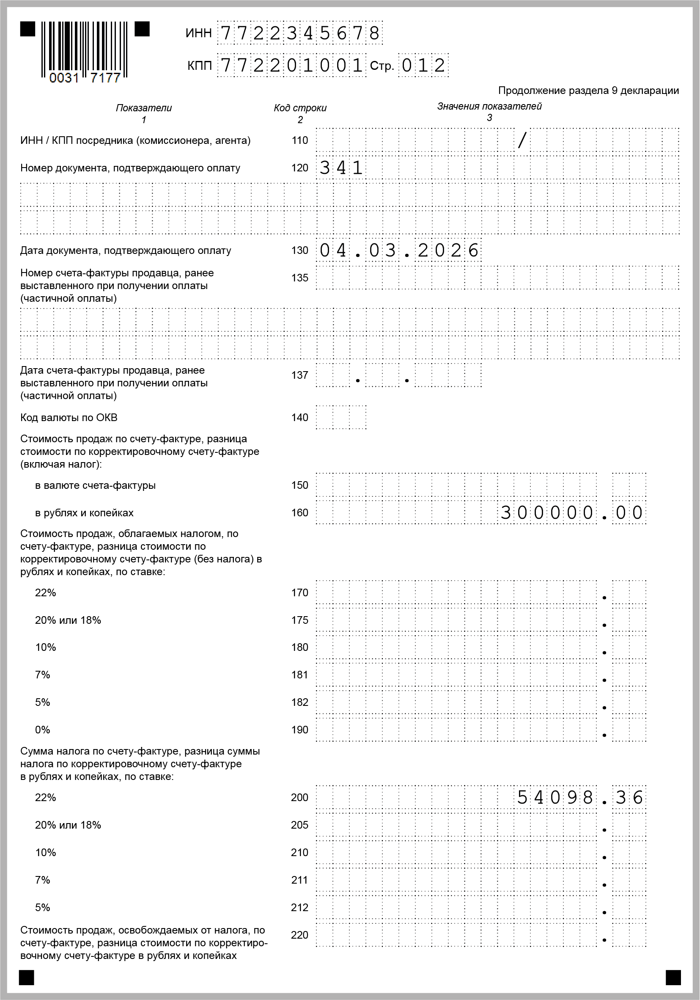 ИНН 7722345678
КПП 772201001 Стр. 012
0031 7177
Продолжение раздела 9 декларации
Показатели Код строки Значения показателей
1 2 3
ИНН / КПП посредника (комиссионера, агента) 110 /
Номер документа, подтверждающего оплату 120 341
Дата документа, подтверждающего оплату 130 04.03.2026
Номер счета-фактуры продавца, ранее 135
выставленного при получении оплаты
(частичной оплаты)
Дата счета-фактуры продавца, ранее 137 . .
выставленного при получении оплаты
(частичной оплаты)
Код валюты по ОКВ 140
Стоимость продаж по счету-фактуре, разница
стоимости по корректировочному счету-фактуре
(включая налог):
в валюте счета-фактуры 150
в рублях и копейках 160 300000.00
Стоимость продаж, облагаемых налогом, по
счету-фактуре, разница стоимости по
корректировочному счету-фактуре (без налога) в
рублях и копейках, по ставке:
22% 170 .
20% или 18% 175 .
10% 180 .
7% 181 .
5% 182 .
0% 190 .
Сумма налога по счету-фактуре, разница суммы
налога по корректировочному счету-фактуре
в рублях и копейках, по ставке:
22% 200 54098.36
20% или 18% 205 .
10% 210 .
7% 211 .
5% 212 .
Стоимость продаж, освобождаемых от налога, по 220 .
счету-фактуре, разница стоимости по корректиро-
вочному счету-фактуре в рублях и копейках